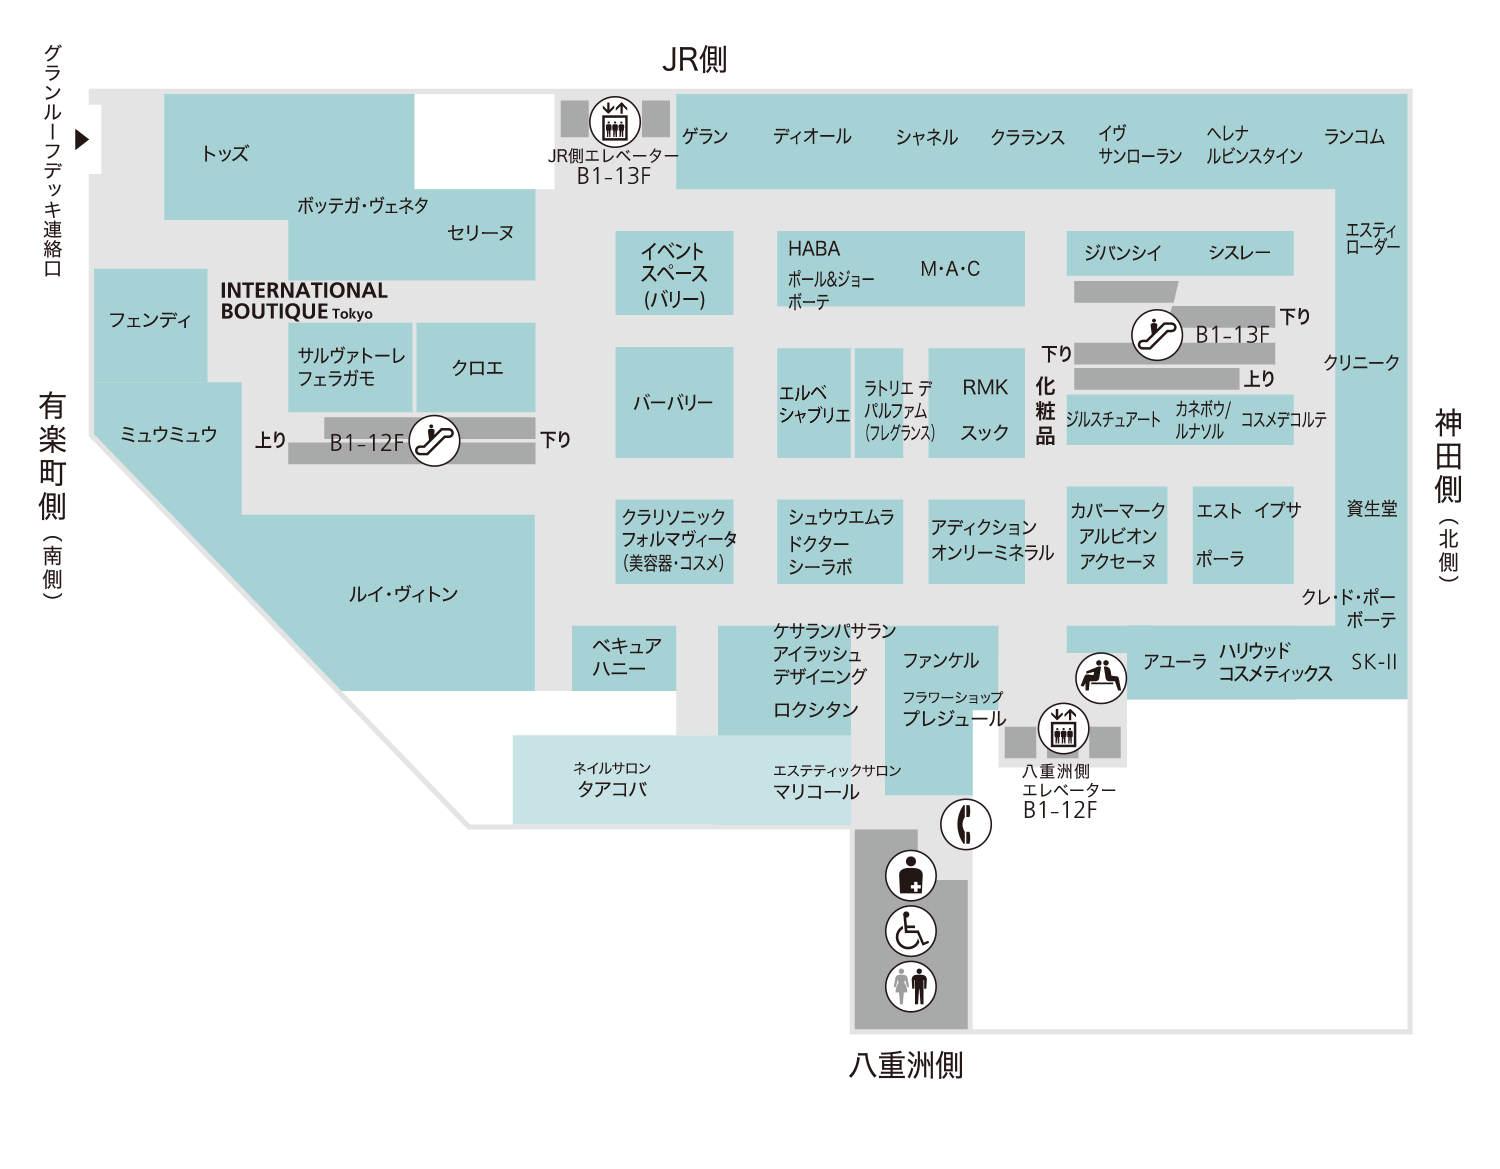 JR側
グランルーフデッキ連絡口
トッズ
ボッテガ・ヴェネタ
セリーヌ
JR側エレベーター
B1-13F
ゲラン
ディオール
シャネル
クラランス
イヴ
サンローラン
ヘレナ
ルビンスタイン
ランコム
エスティ
ローダー
クリニーク
資生堂
クレ・ド・ポー
ボーテ
SK-II
INTERNATIONAL
BOUTIQUE Tokyo
フェンディ
サルヴァトーレ
フェラガモ
クロエ
ミュウミュウ
上り
B1-12F
下り
ルイ・ヴィトン
イベント
スペース
(バリー)
HABA
ポール&ジョー
ボーテ
M・A・C
ジバンシイ
シスレー
下り
B1-13F
下り
上り
バーバリー
エルベ
シャブリエ
ラトリエ デ
パルファム
(フレグランス)
RMK
スック
化粧品
ジルスチュアート
カネボウ/
ルナソル
コスメデコルテ
クラリソニック
フォルマヴィータ
(美容器・コスメ)
シュウウエムラ
ドクター
シーラボ
アディクション
オンリーミネラル
カバーマーク
アルビオン
アクセーヌ
エスト
イプサ
ポーラ
ベキュア
ハニー
ケサランパサラン
アイラッシュ
デザイニング
ロクシタン
ファンケル
フラワーショップ
プレジュール
アユーラ
ハリウッド
コスメティックス
ネイルサロン
タアコバ
エステティックサロン
マリコール
八重洲側
エレベーター
B1-12F
有楽町側(南側)
神田側(北側)
八重洲側